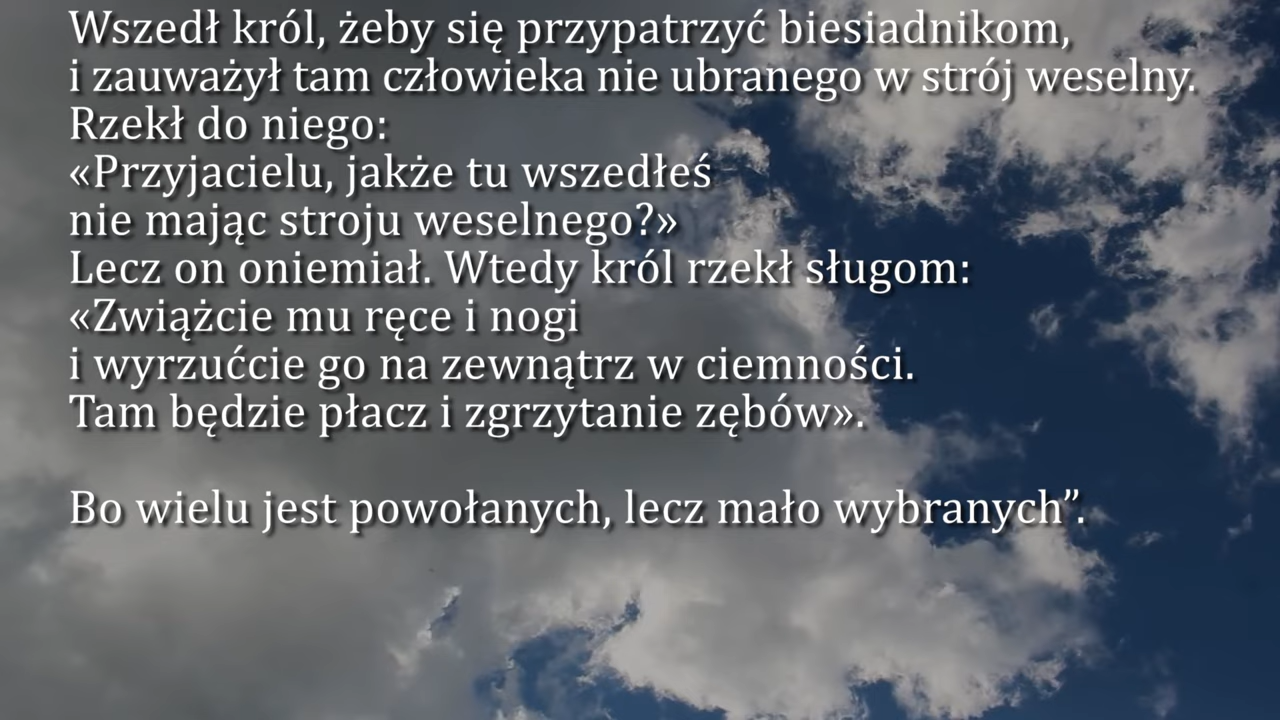 Wszedł król, żeby się przypatrzyć biesiadnikom,
i zauważył tam człowieka nie ubranego w strój weselny.
Rzekł do niego:
«Przyjacielu, jakże tu wszedłeś
nie mając stroju weselnego?»
Lecz on oniemiał. Wtedy król rzekł sługom:
«Zwiążcie mu ręce i nogi
i wyrzućcie go na zewnątrz w ciemności.
Tam będzie płacz i zgrzytanie zębów».
Bo wielu jest powołanych, lecz mało wybranych”.